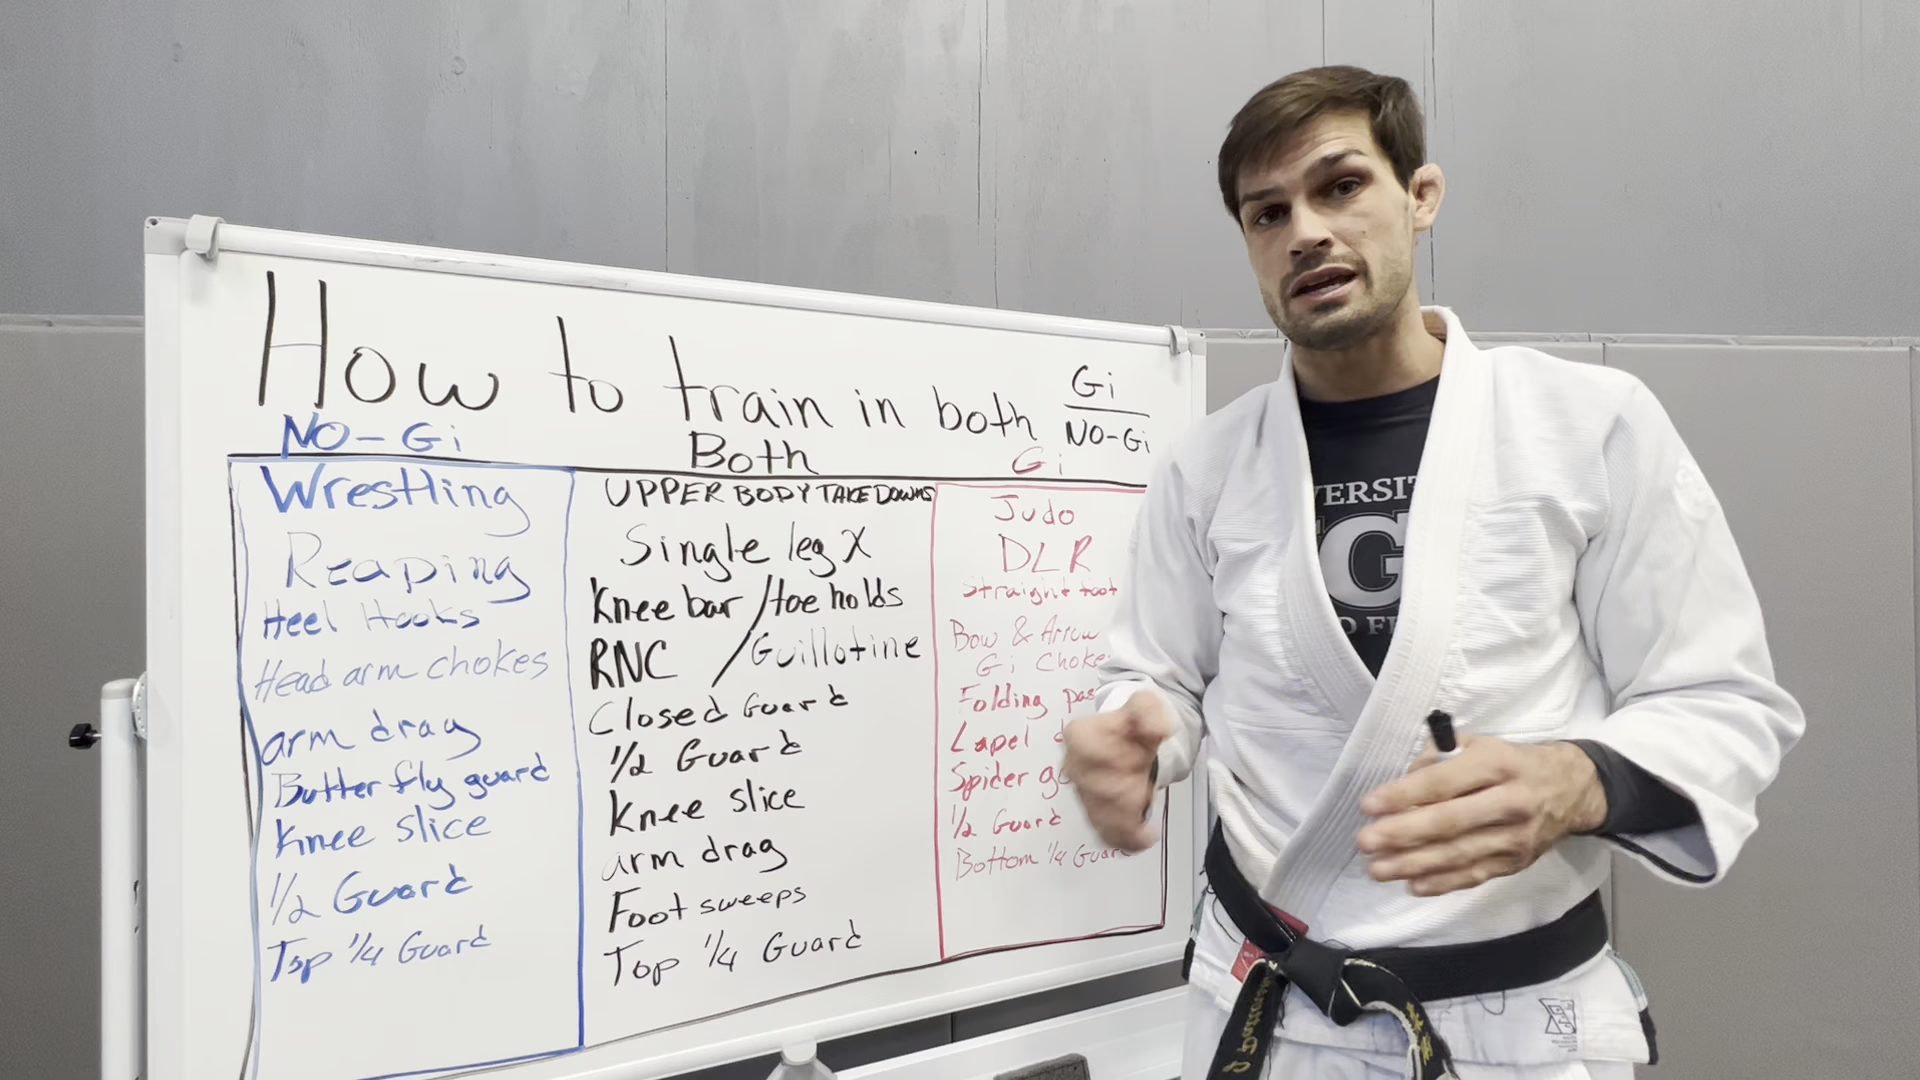 How to train in both Gi
NO-Gi
NO-Gi
Wrestling
Reaping
Heel Hooks
Head arm chokes
arm drag
Butterfly guard
Knee slice
1/2 Guard
Top 1/4 Guard
Both
UPPER BODY TAKEDOWNS
Single leg X
Knee bar / toe holds
RNC / Guillotine
Closed Guard
1/2 Guard
Knee slice
arm drag
Foot sweeps
Top 1/4 Guard
Gi
Judo
DLR
Straight foot
Bow & Arrow
Gi Choke
Folding pas
Lapel
Spider g
1/2 Guard
Bottom 1/4 Guard
VERSIT
G
D F